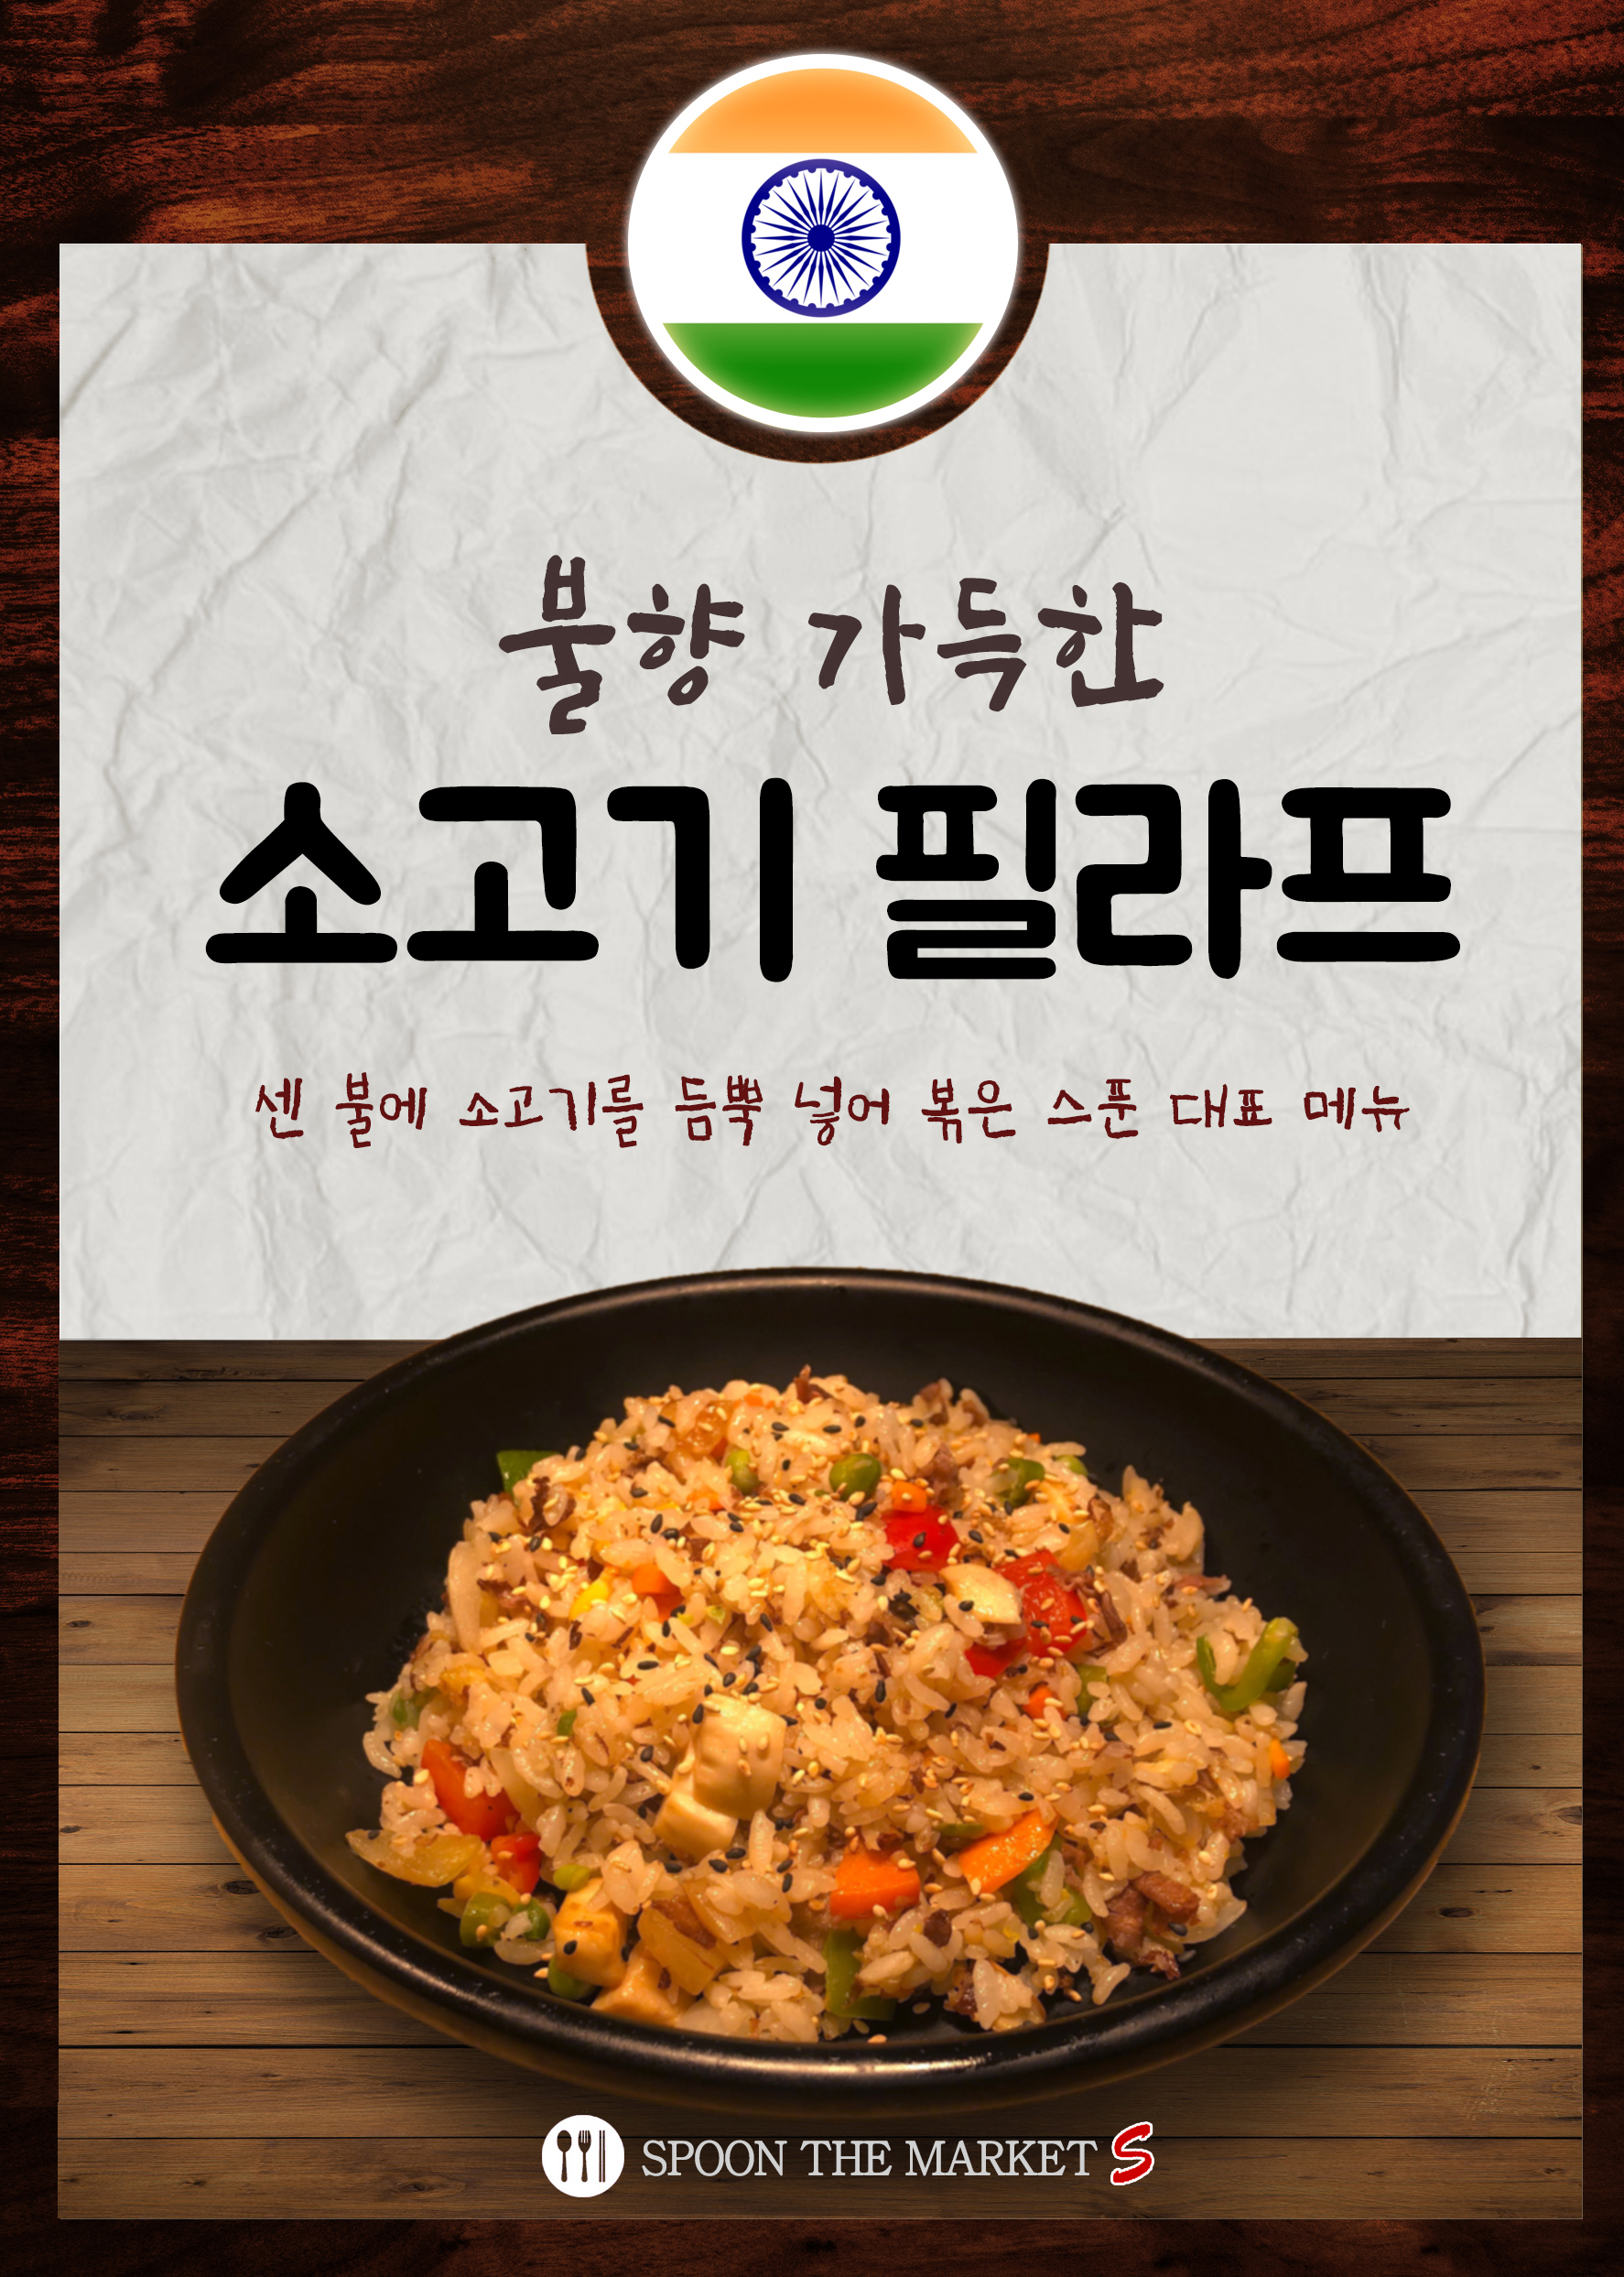 불향 가득한
소고기 필라프
센 불에 소고기를 듬뿍 넣어 볶은 스푼 대표 메뉴
SPOON THE MARKET S